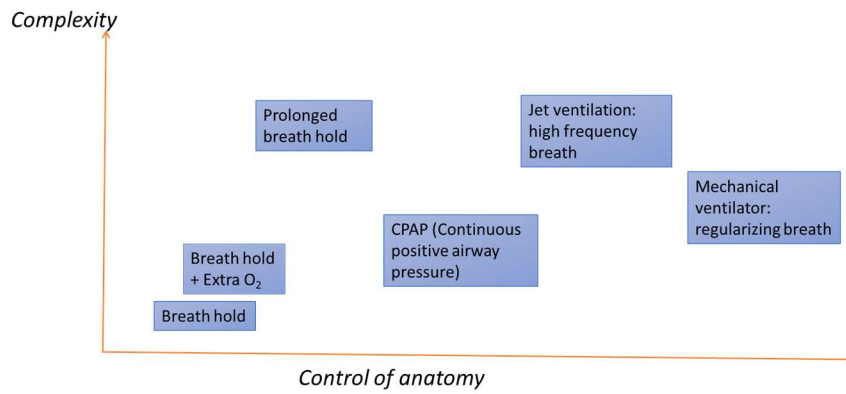 Complexity
Prolonged
breath hold
Jet ventilation:
high frequency
breath
Mechanical
ventilator:
regularizing breath
CPAP (Continuous
positive airway
pressure)
Breath hold
+ Extra O₂
Breath hold
Control of anatomy